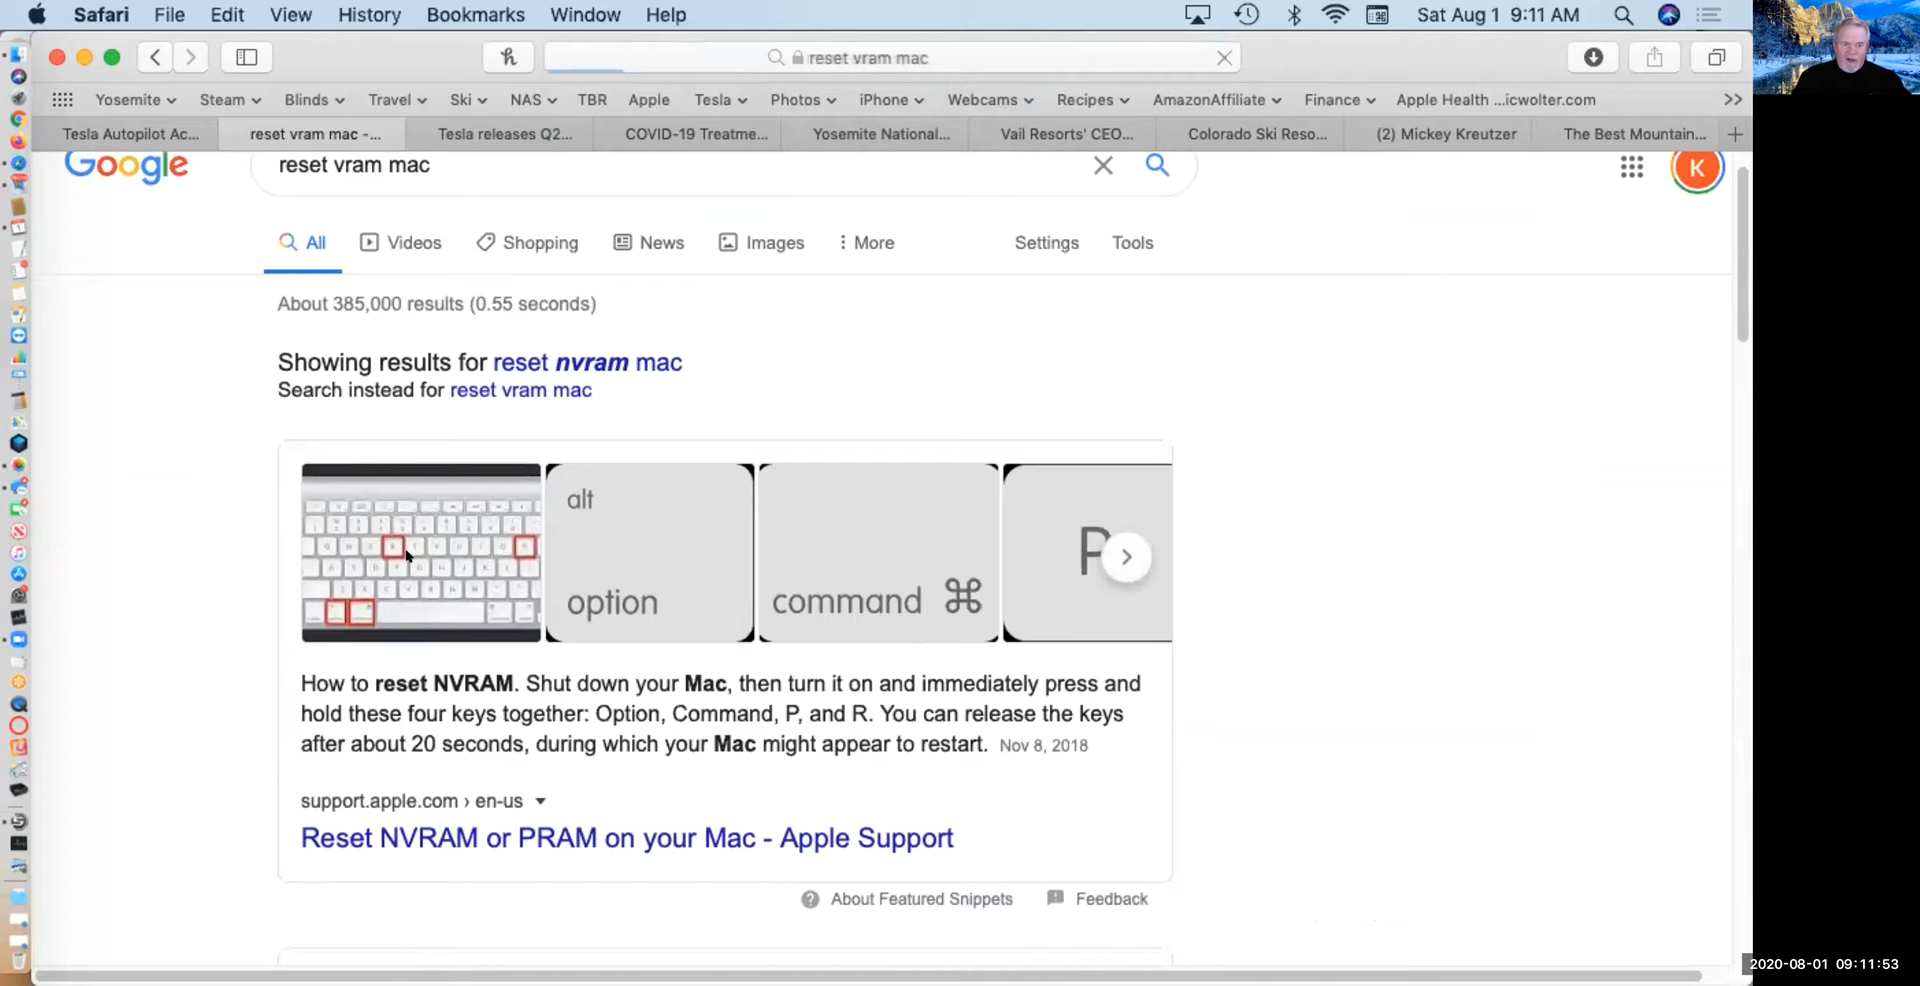 Safari File Edit View History Bookmarks Window Help
Sat Aug 1 9:11 AM
reset vram mac
Yosemite Steam Blinds Travel Ski NAS TBR Apple Tesla Photos iPhone Webcams Recipes AmazonAffiliate Finance Apple Health ...icwolter.com
Tesla Autopilot Ac... reset vram mac -... Tesla releases Q2... COVID-19 Treatme... Yosemite National... Vail Resorts' CEO... Colorado Ski Reso... (2) Mickey Kreutzer The Best Mountain...
Google
reset vram mac
K
All Videos Shopping News Images More Settings Tools
About 385,000 results (0.55 seconds)
Showing results for reset nvram mac
Search instead for reset vram mac
alt
option
command ⌘
P
How to reset NVRAM. Shut down your Mac, then turn it on and immediately press and
hold these four keys together: Option, Command, P, and R. You can release the keys
after about 20 seconds, during which your Mac might appear to restart. Nov 8, 2018
support.apple.com › en-us
Reset NVRAM or PRAM on your Mac - Apple Support
About Featured Snippets Feedback
2020-08-01 09:11:53